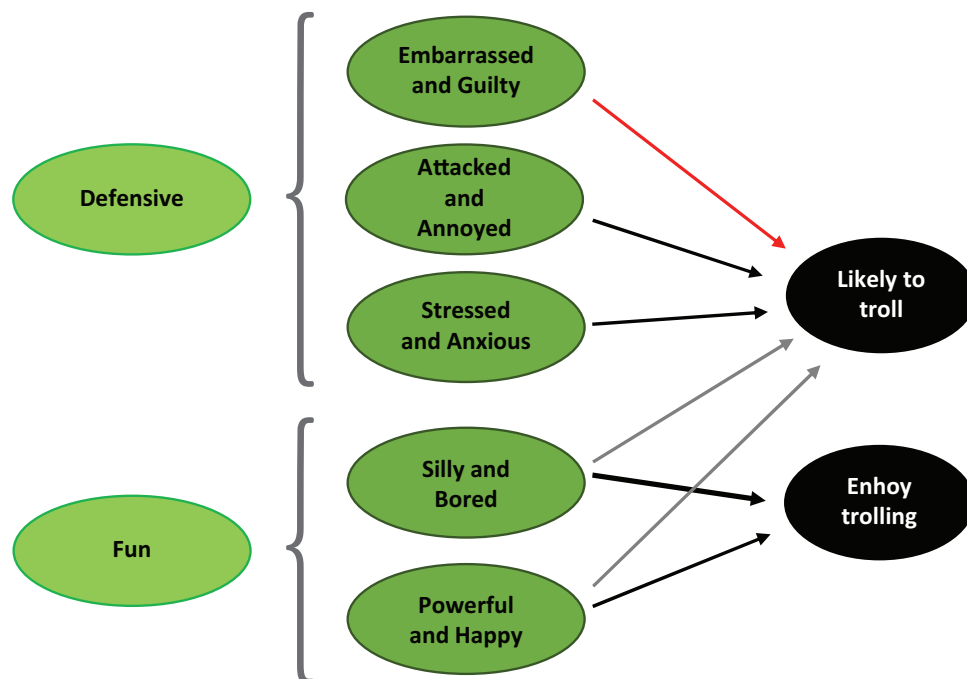 Embarrassed
and Guilty
Attacked
and
Annoyed
Defensive
Stressed
and Anxious
Likely to
troll
Silly and
Bored
Enhoy
trolling
Fun
Powerful
and Happy